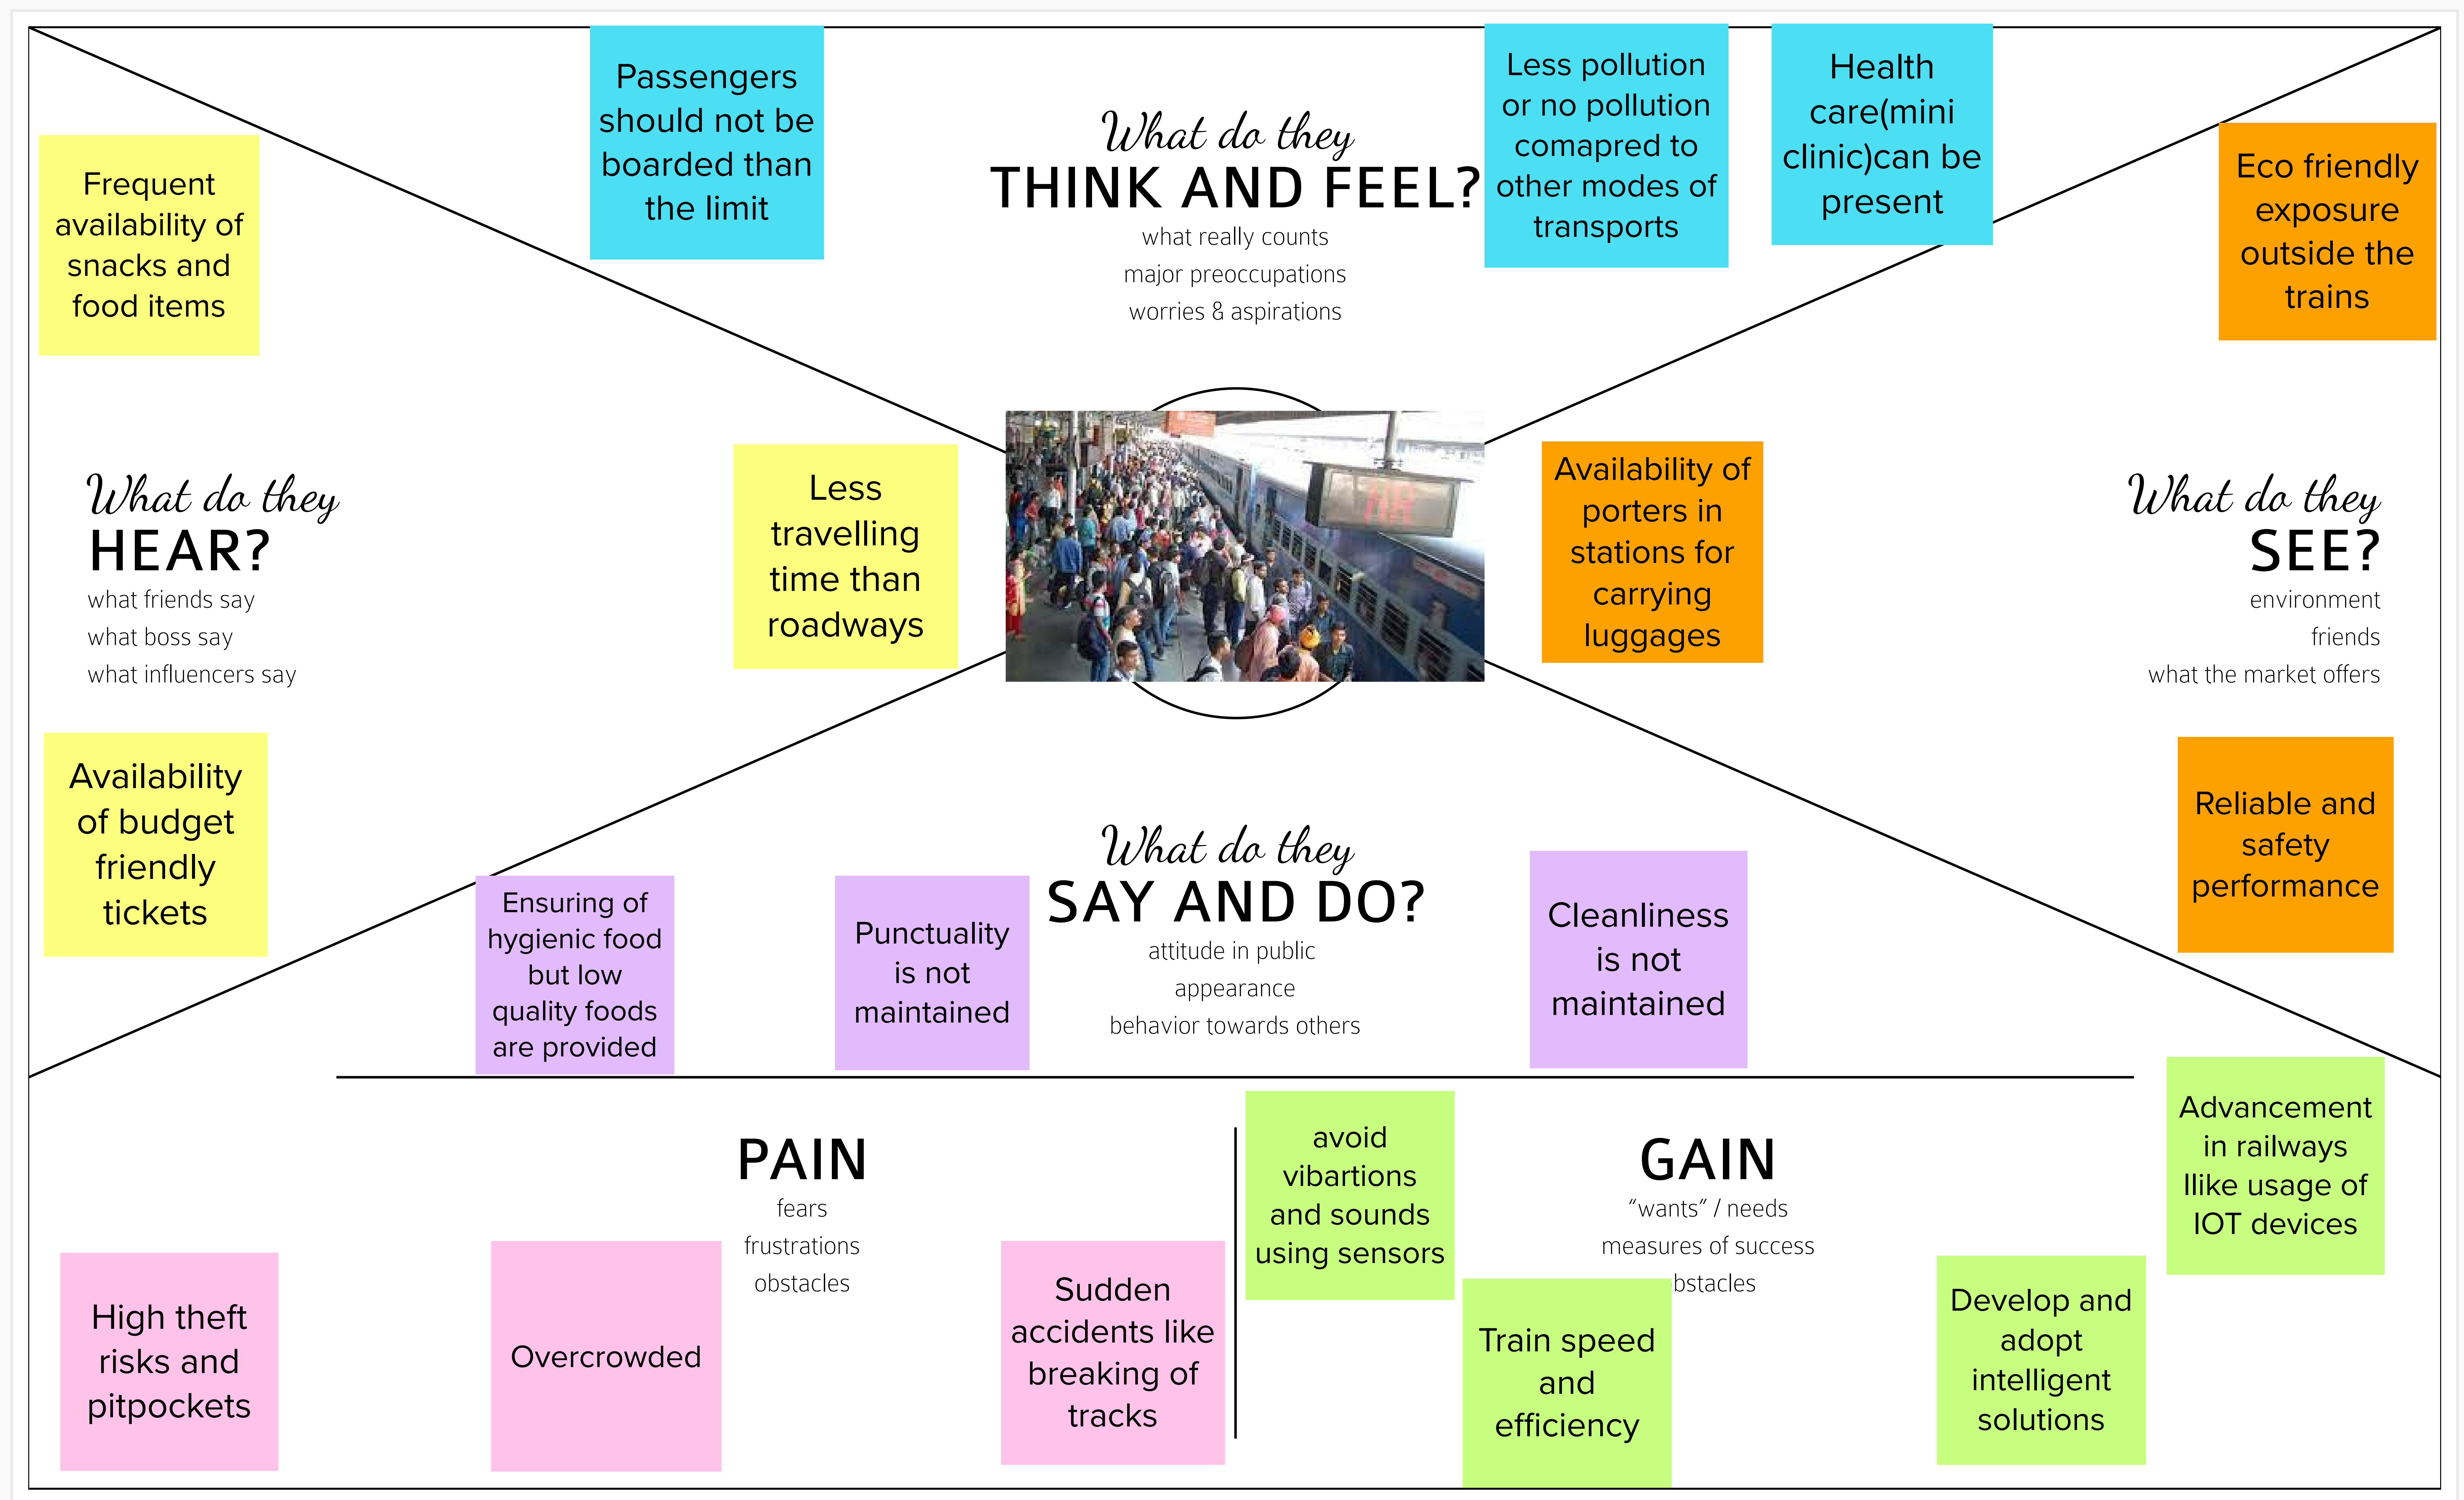 Passengers
should not be
boarded than
the limit
What do they
THINK AND FEEL?
what really counts
major preoccupations
worries & aspirations
Less pollution
or no pollution
comapred to
other modes of
transports
Health
care(mini
clinic)can be
present
Frequent
availability of
snacks and
food items
Eco friendly
exposure
outside the
trains
What do they
HEAR?
what friends say
what boss say
what influencers say
Less
travelling
time than
roadways
Availability of
porters in
stations for
carrying
luggages
What do they
SEE?
environment
friends
what the market offers
Availability
of budget
friendly
tickets
Reliable and
safety
performance
Ensuring of
hygienic food
but low
quality foods
are provided
Punctuality
is not
maintained
What do they
SAY AND DO?
attitude in public
appearance
behavior towards others
Cleanliness
is not
maintained
PAIN
fears
frustrations
obstacles
High theft
risks and
pitpockets
Overcrowded
Sudden
accidents like
breaking of
tracks
avoid
vibartions
and sounds
using sensors
GAIN
“wants” / needs
measures of success
bstacles
Train speed
and
efficiency
Develop and
adopt
intelligent
solutions
Advancement
in railways
llike usage of
IOT devices